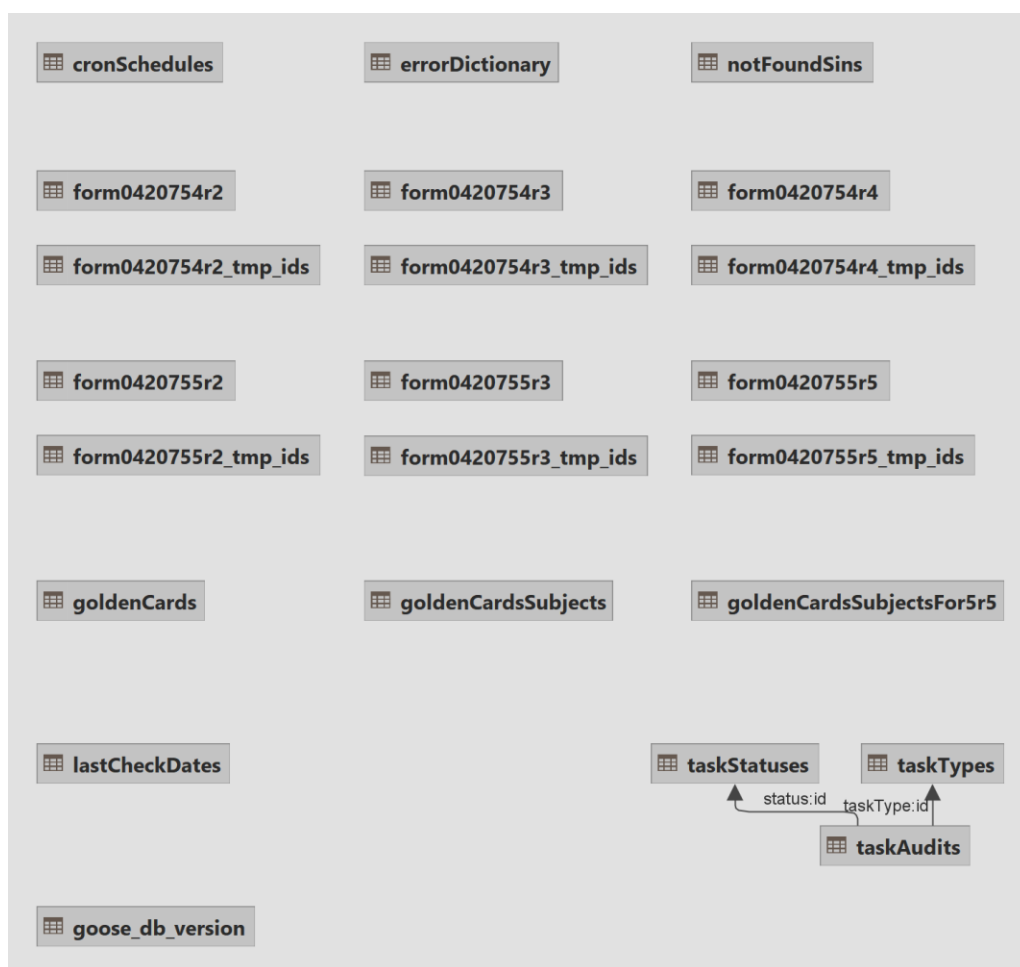 cronSchedules errorDictionary notFoundSins
form0420754r2 form0420754r3 form0420754r4
form0420754r2_tmp_ids form0420754r3_tmp_ids form0420754r4_tmp_ids
form0420755r2 form0420755r3 form0420755r5
form0420755r2_tmp_ids form0420755r3_tmp_ids form0420755r5_tmp_ids
goldenCards goldenCardsSubjects goldenCardsSubjectsFor5r5
lastCheckDates taskStatuses taskTypes
status:id taskType:id
taskAudits
goose_db_version